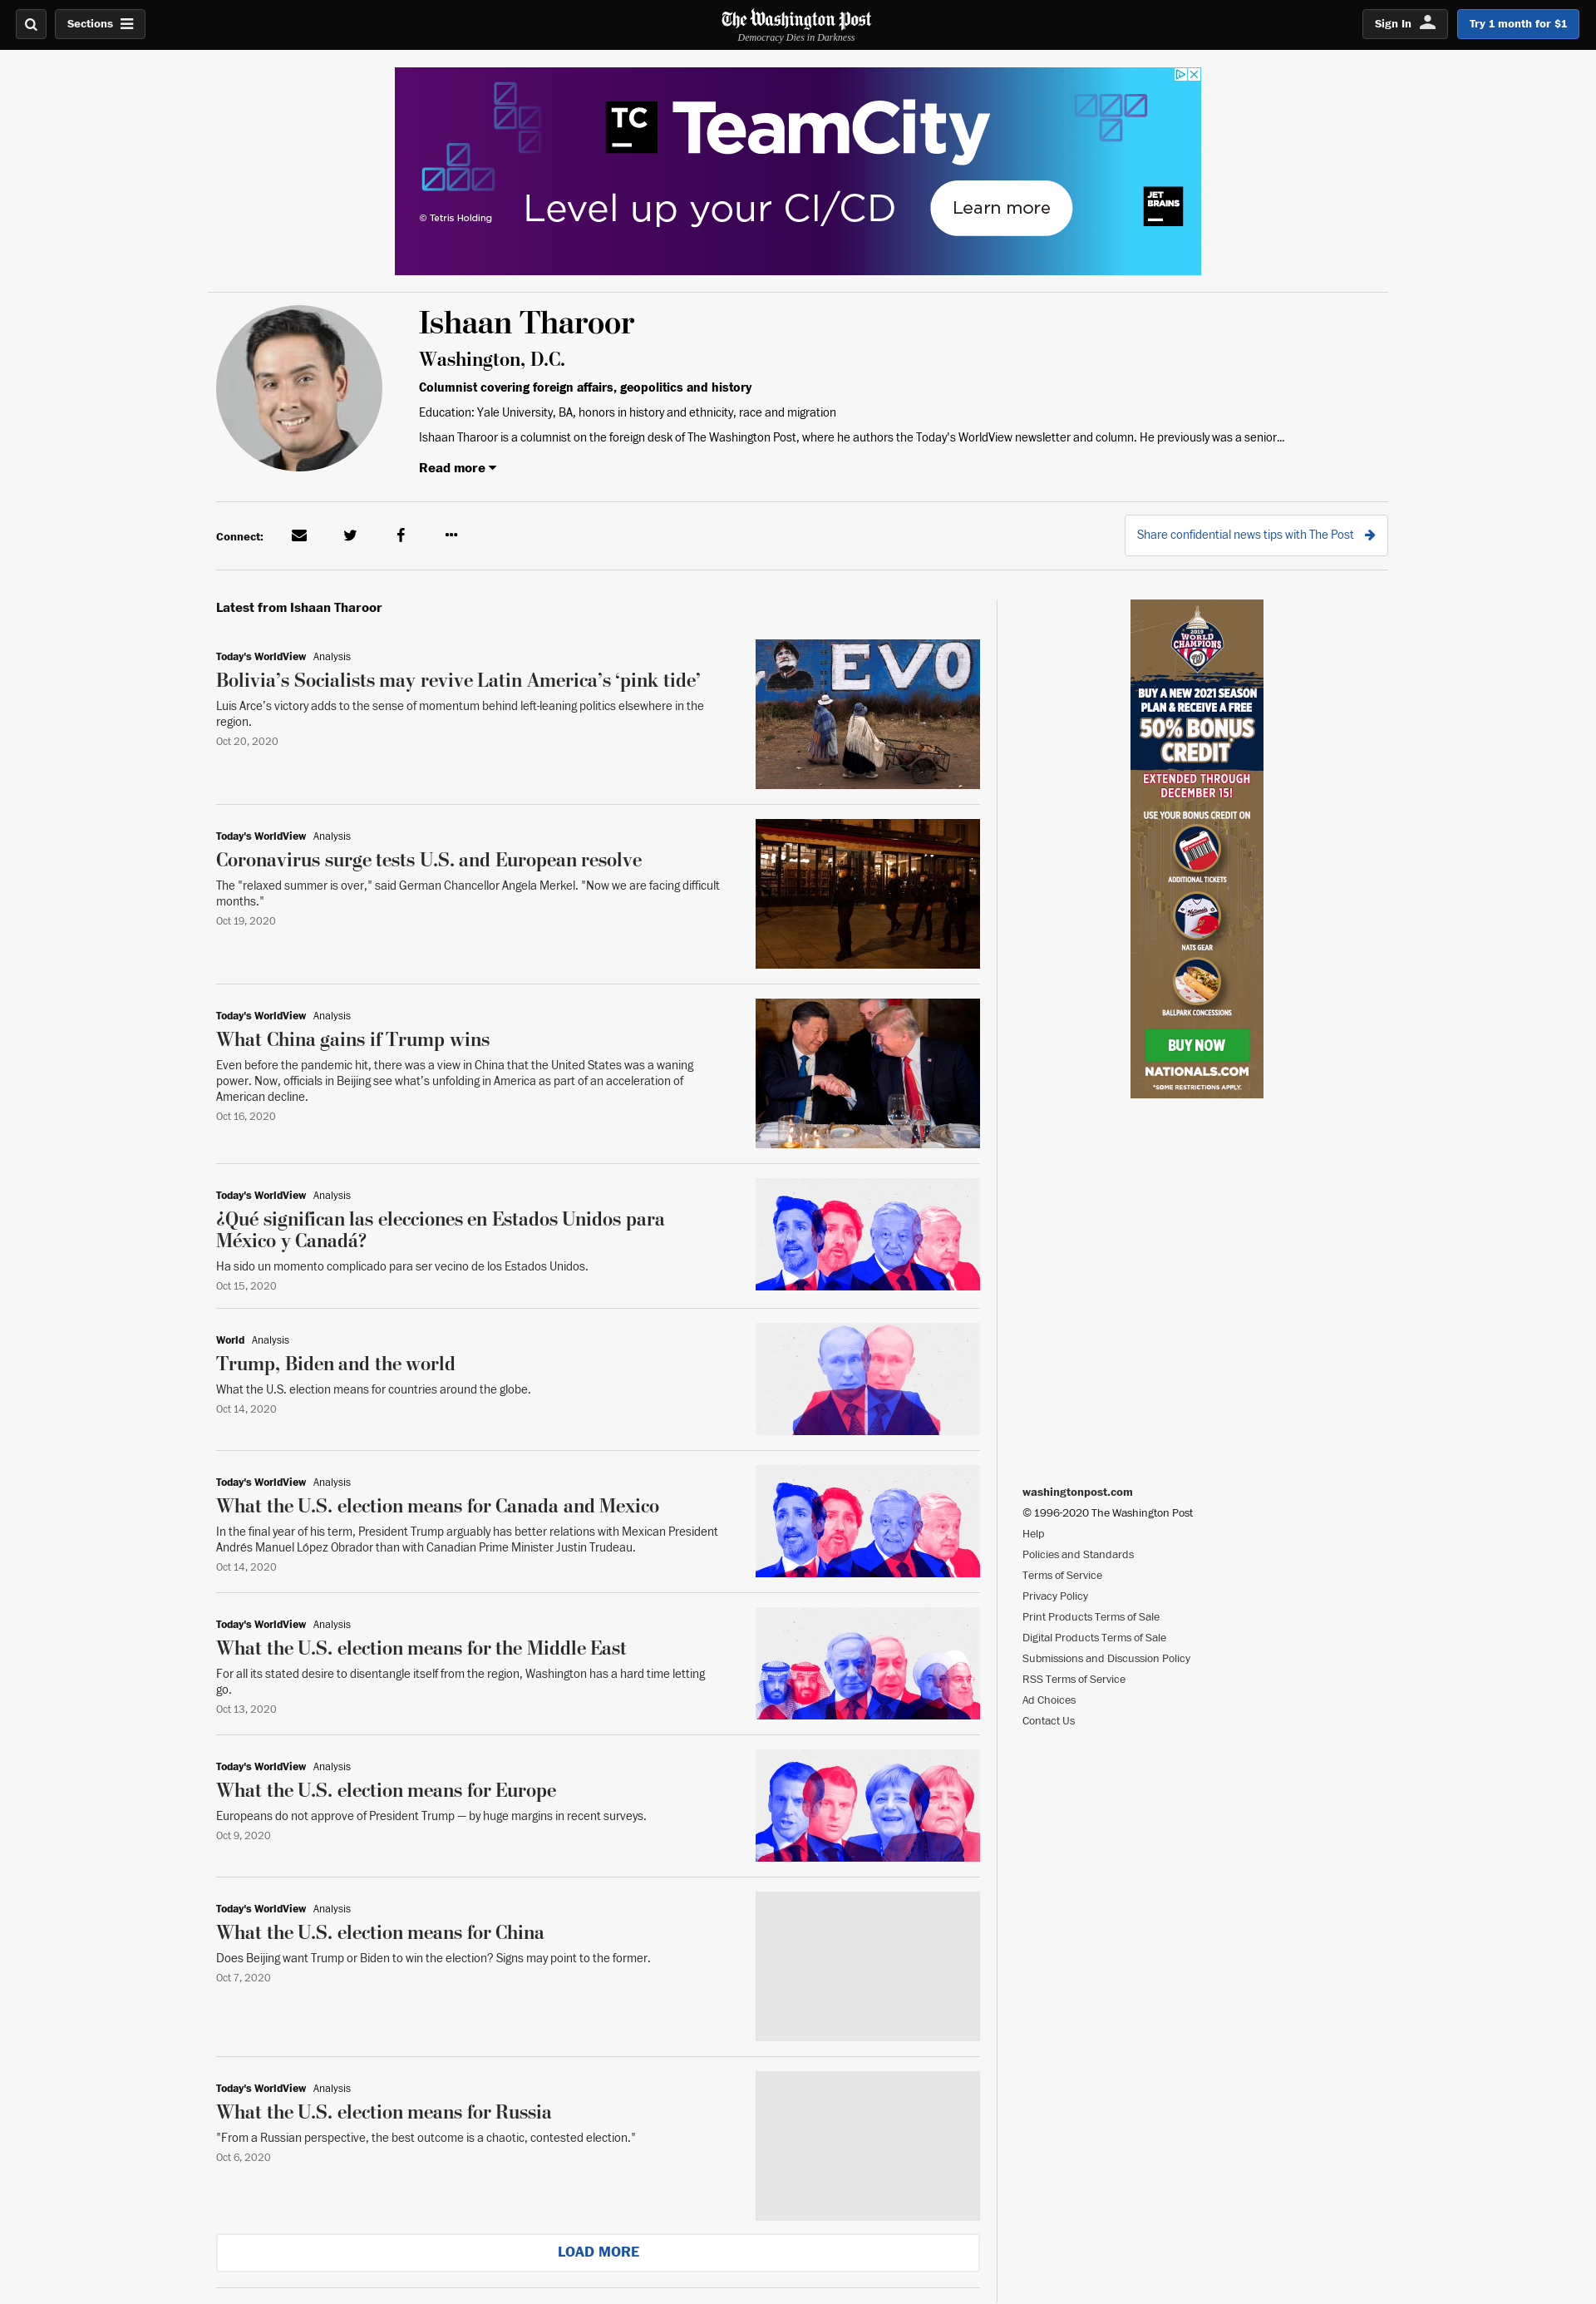 Sections
The Washington Post
Democracy Dies in Darkness
Sign In
Try 1 month for $1
TC
TeamCity
Level up your CI/CD
Learn more
© Tetris Holding
JET
BRAINS
Ishaan Tharoor
Washington, D.C.
Columnist covering foreign affairs, geopolitics and history
Education: Yale University, BA, honors in history and ethnicity, race and migration
Ishaan Tharoor is a columnist on the foreign desk of The Washington Post, where he authors the Today's WorldView newsletter and column. He previously was a senior...
Read more
Connect:
Share confidential news tips with The Post
Latest from Ishaan Tharoor
Today's WorldView Analysis
Bolivia’s Socialists may revive Latin America’s ‘pink tide’
Luis Arce’s victory adds to the sense of momentum behind left-leaning politics elsewhere in the
region.
Oct 20, 2020
EVO
Today's WorldView Analysis
Coronavirus surge tests U.S. and European resolve
The "relaxed summer is over," said German Chancellor Angela Merkel. "Now we are facing difficult
months."
Oct 19, 2020
Today's WorldView Analysis
What China gains if Trump wins
Even before the pandemic hit, there was a view in China that the United States was a waning
power. Now, officials in Beijing see what’s unfolding in America as part of an acceleration of
American decline.
Oct 16, 2020
Today's WorldView Analysis
¿Qué significan las elecciones en Estados Unidos para
México y Canadá?
Ha sido un momento complicado para ser vecino de los Estados Unidos.
Oct 15, 2020
World Analysis
Trump, Biden and the world
What the U.S. election means for countries around the globe.
Oct 14, 2020
Today's WorldView Analysis
What the U.S. election means for Canada and Mexico
In the final year of his term, President Trump arguably has better relations with Mexican President
Andrés Manuel López Obrador than with Canadian Prime Minister Justin Trudeau.
Oct 14, 2020
Today's WorldView Analysis
What the U.S. election means for the Middle East
For all its stated desire to disentangle itself from the region, Washington has a hard time letting
go.
Oct 13, 2020
Today's WorldView Analysis
What the U.S. election means for Europe
Europeans do not approve of President Trump — by huge margins in recent surveys.
Oct 9, 2020
Today's WorldView Analysis
What the U.S. election means for China
Does Beijing want Trump or Biden to win the election? Signs may point to the former.
Oct 7, 2020
Today's WorldView Analysis
What the U.S. election means for Russia
"From a Russian perspective, the best outcome is a chaotic, contested election."
Oct 6, 2020
LOAD MORE
2019
WORLD
CHAMPIONS
W
BUY A NEW 2021 SEASON
PLAN & RECEIVE A FREE
50% BONUS
CREDIT*
EXTENDED THROUGH
DECEMBER 15!
USE YOUR BONUS CREDIT ON
ADDITIONAL TICKETS
NATS GEAR
BALLPARK CONCESSIONS
BUY NOW
NATIONALS.COM
*SOME RESTRICTIONS APPLY.
washingtonpost.com
© 1996-2020 The Washington Post
Help
Policies and Standards
Terms of Service
Privacy Policy
Print Products Terms of Sale
Digital Products Terms of Sale
Submissions and Discussion Policy
RSS Terms of Service
Ad Choices
Contact Us